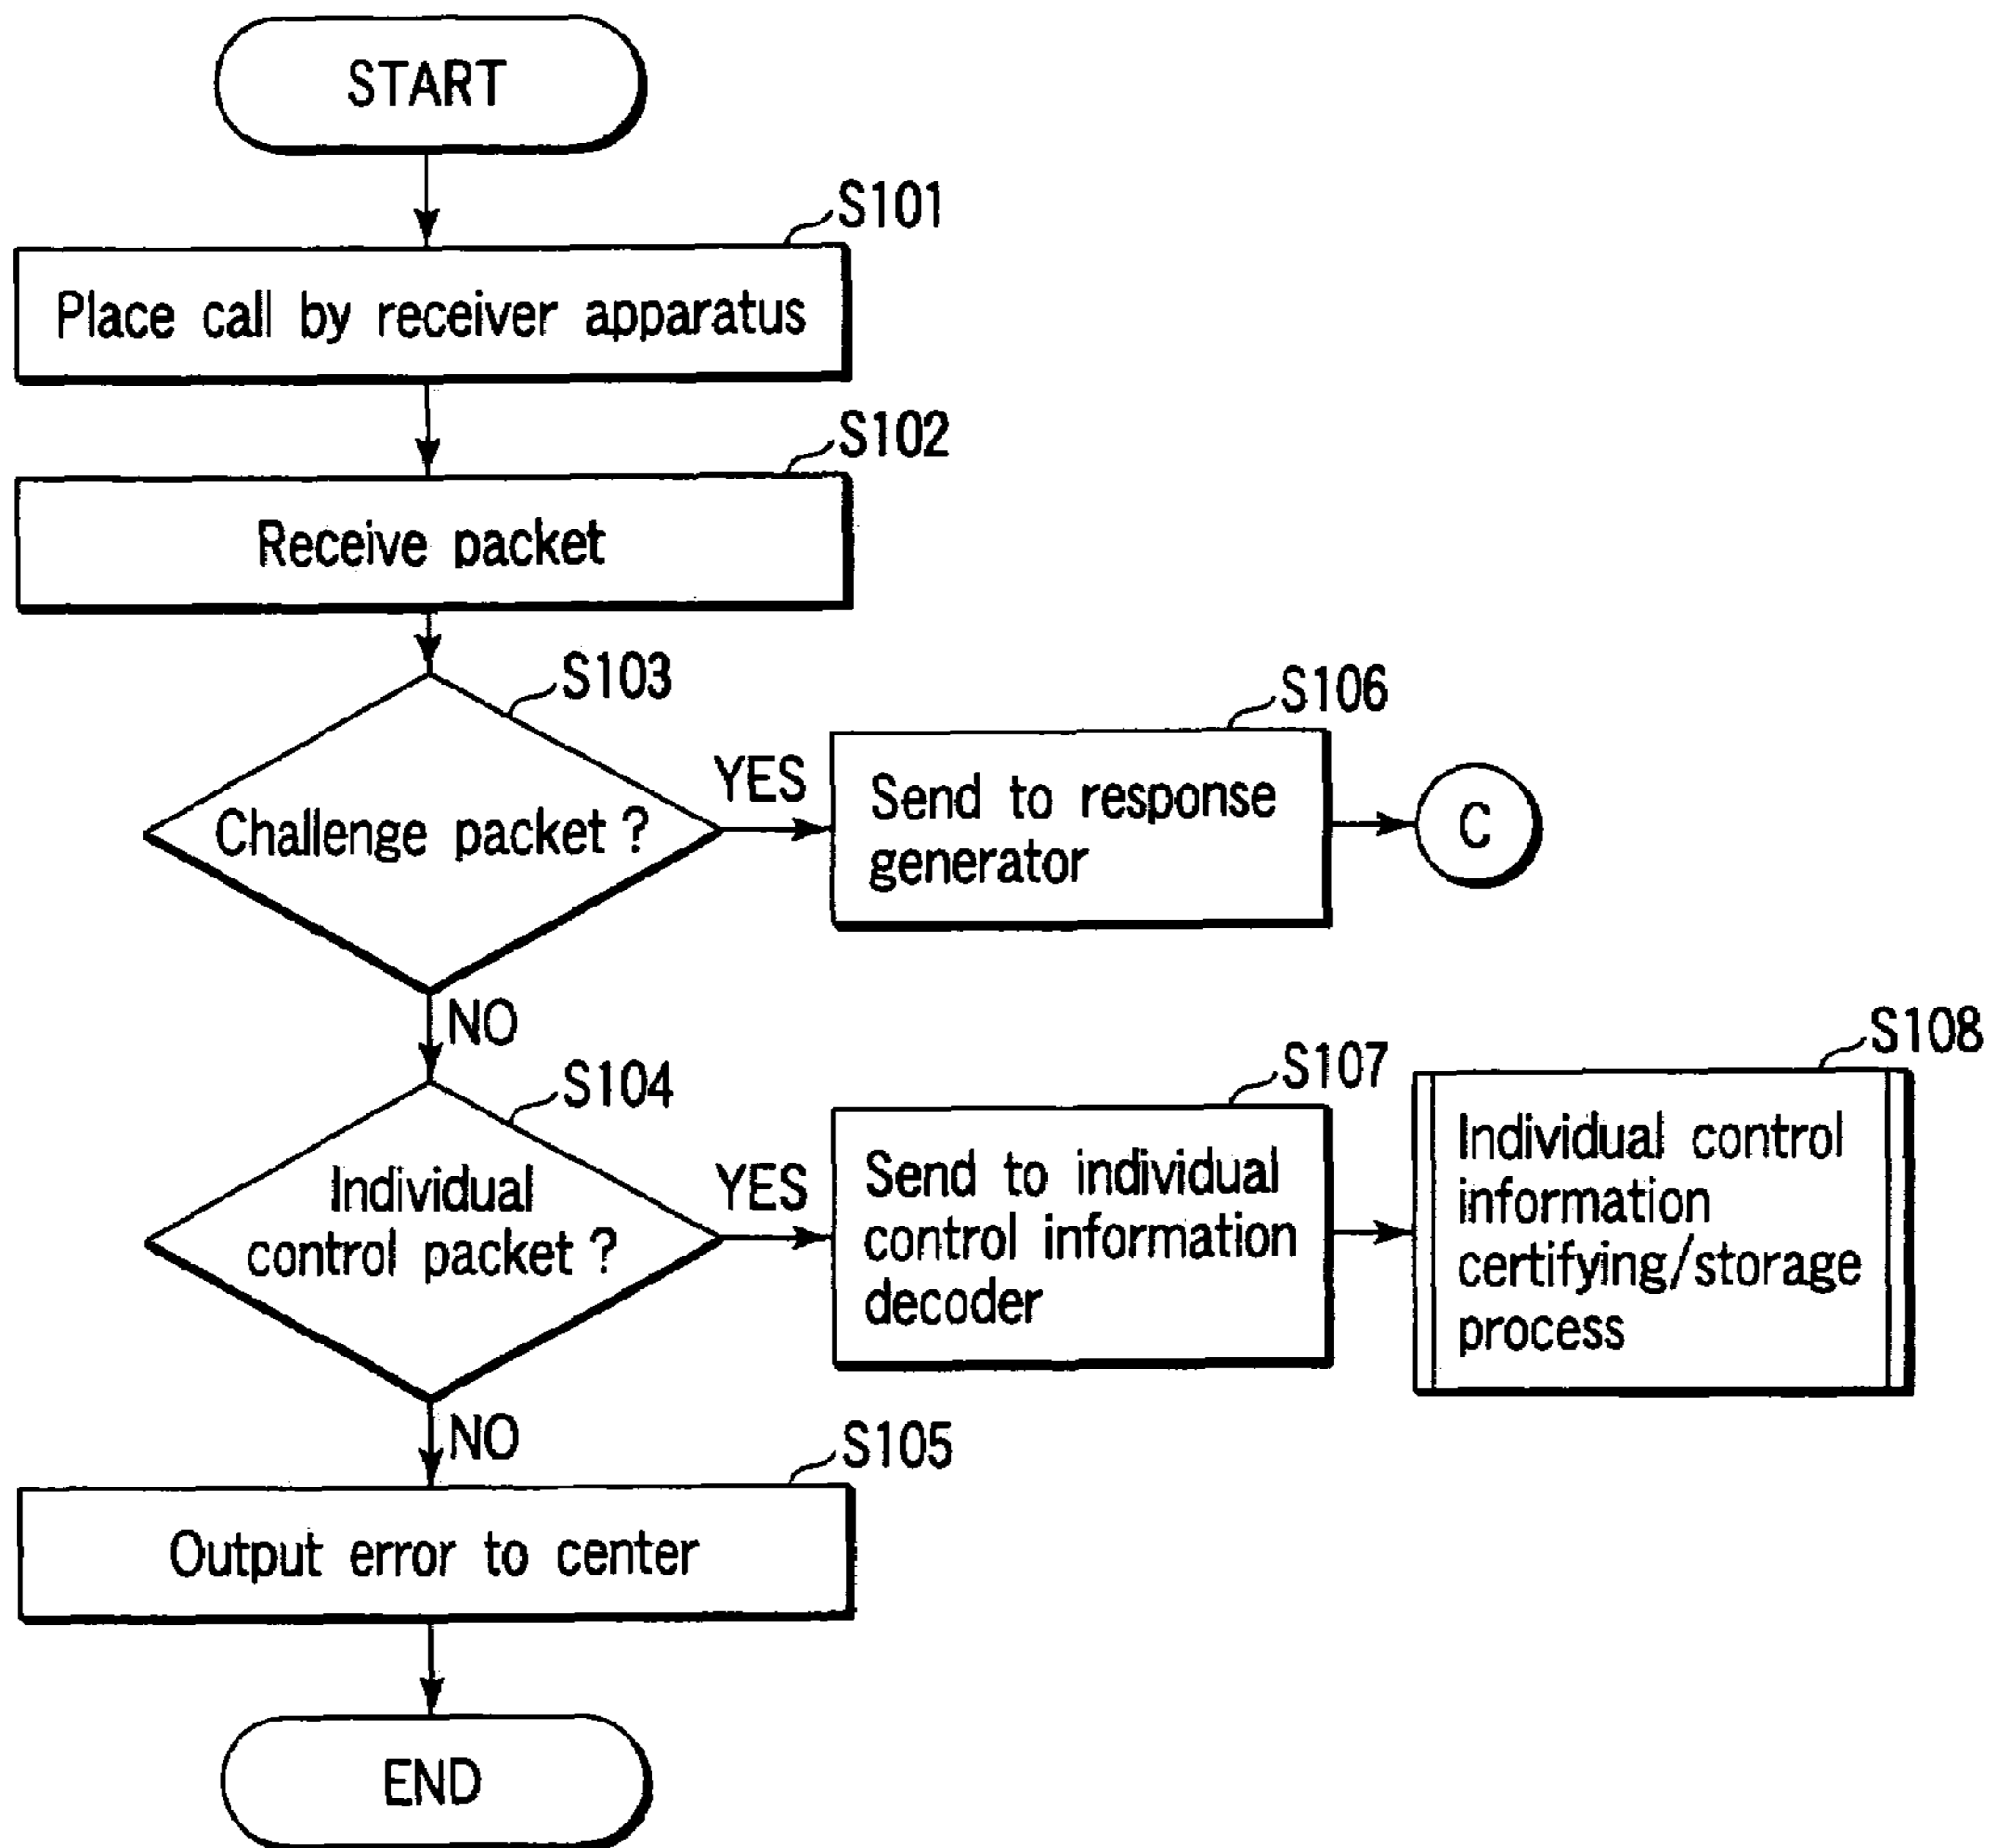 START
S101
Place call by receiver apparatus
S102
Receive packet
S103
Challenge packet ?
YES
S106
Send to response
generator
C
NO
S104
Individual
control packet ?
YES
S107
Send to individual
control information
decoder
S108
Individual control
information
certifying/storage
process
NO
S105
Output error to center
END